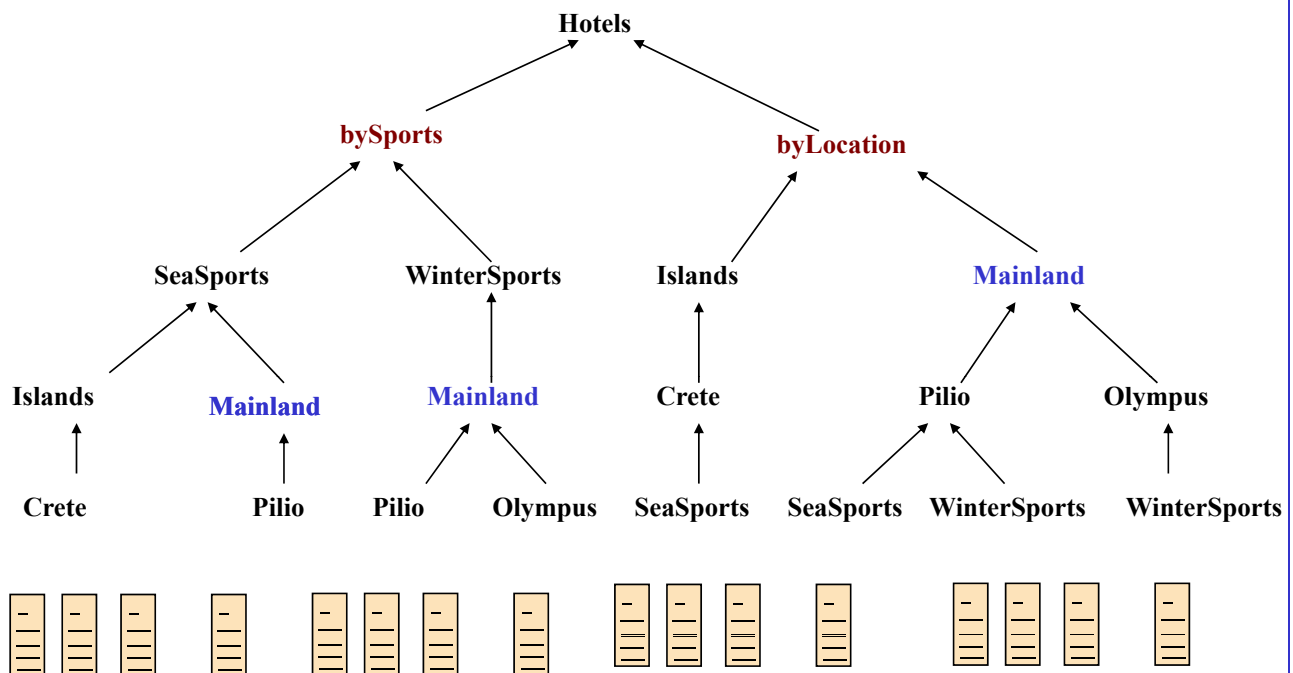 Hotels
bySports
byLocation
SeaSports WinterSports Islands Mainland
Islands Mainland Mainland Crete Pilio Olympus
Crete Pilio Pilio Olympus SeaSports SeaSports WinterSports WinterSports